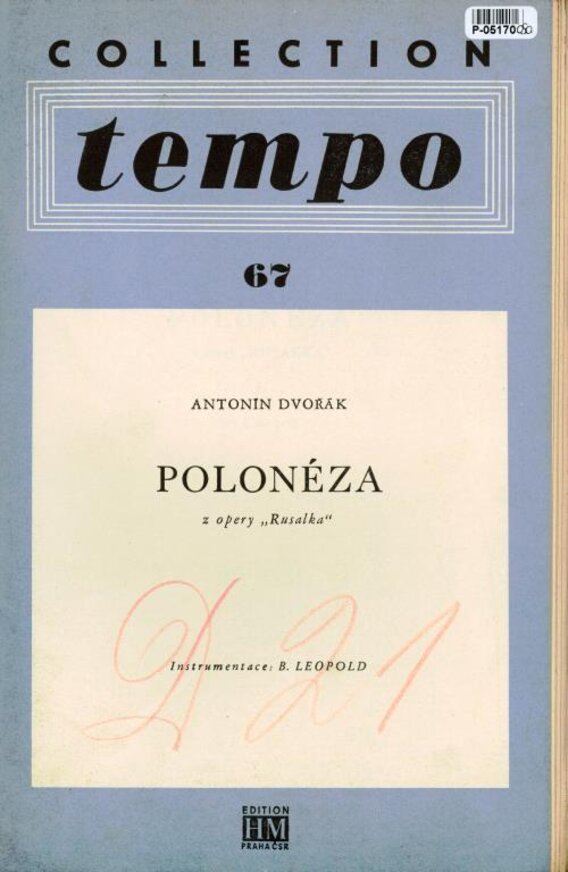 P-05170
COLLECTION
tempo
67
ANTONÍN DVOŘÁK
POLONÉZA
z opery „Rusalka“
Instrumentace: B. LEOPOLD
D 21
EDITION
HM
PRAHA ČSR